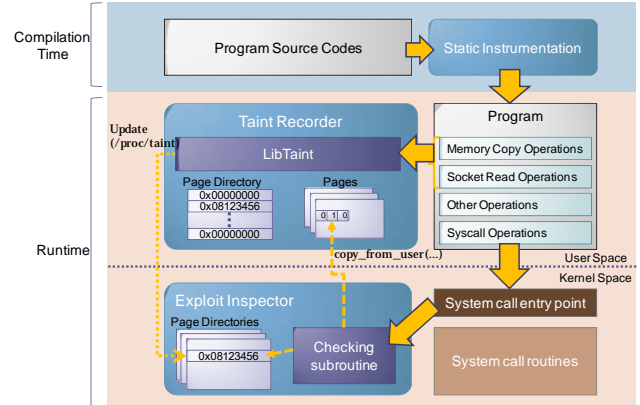 Compilation
Time
Program Source Codes
Static Instrumentation
Runtime
Update
(/proc/taint)
Taint Recorder
LibTaint
Page Directory
0x00000000
0x08123456
0x00000000
Pages
0 1 0
copy_from_user(...)
Program
Memory Copy Operations
Socket Read Operations
Other Operations
Syscall Operations
User Space
Kernel Space
Exploit Inspector
Page Directories
0x08123456
Checking
subroutine
System call entry point
System call routines